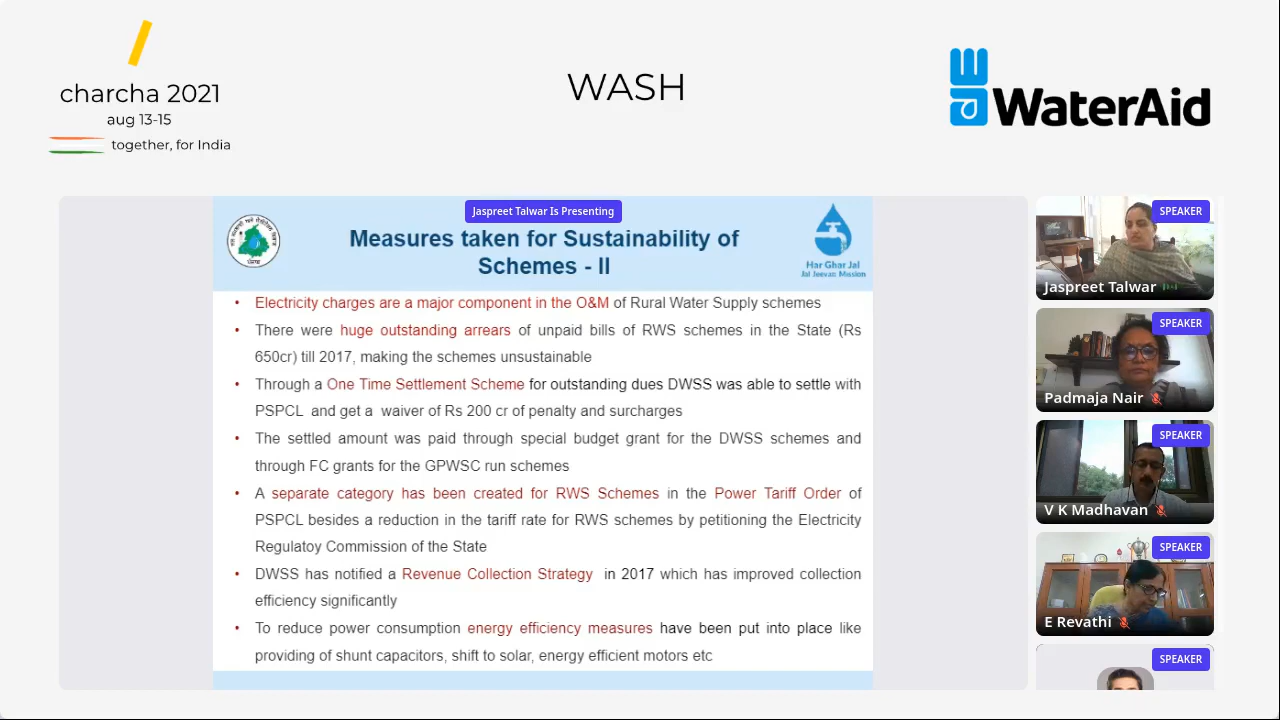 charcha 2021
aug 13-15
together, for India
WASH
WaterAid
Jaspreet Talwar Is Presenting
Measures taken for Sustainability of
Schemes - II
Har Ghar Jal
Jal Jeevan Mission
• Electricity charges are a major component in the O&M of Rural Water Supply schemes
• There were huge outstanding arrears of unpaid bills of RWS schemes in the State (Rs
650cr) till 2017, making the schemes unsustainable
• Through a One Time Settlement Scheme for outstanding dues DWSS was able to settle with
PSPCL and get a waiver of Rs 200 cr of penalty and surcharges
• The settled amount was paid through special budget grant for the DWSS schemes and
through FC grants for the GPWSC run schemes
• A separate category has been created for RWS Schemes in the Power Tariff Order of
PSPCL besides a reduction in the tariff rate for RWS schemes by petitioning the Electricity
Regulatoy Commission of the State
• DWSS has notified a Revenue Collection Strategy in 2017 which has improved collection
efficiency significantly
• To reduce power consumption energy efficiency measures have been put into place like
providing of shunt capacitors, shift to solar, energy efficient motors etc
SPEAKER
Jaspreet Talwar
SPEAKER
Padmaja Nair
SPEAKER
V K Madhavan
SPEAKER
E Revathi
SPEAKER